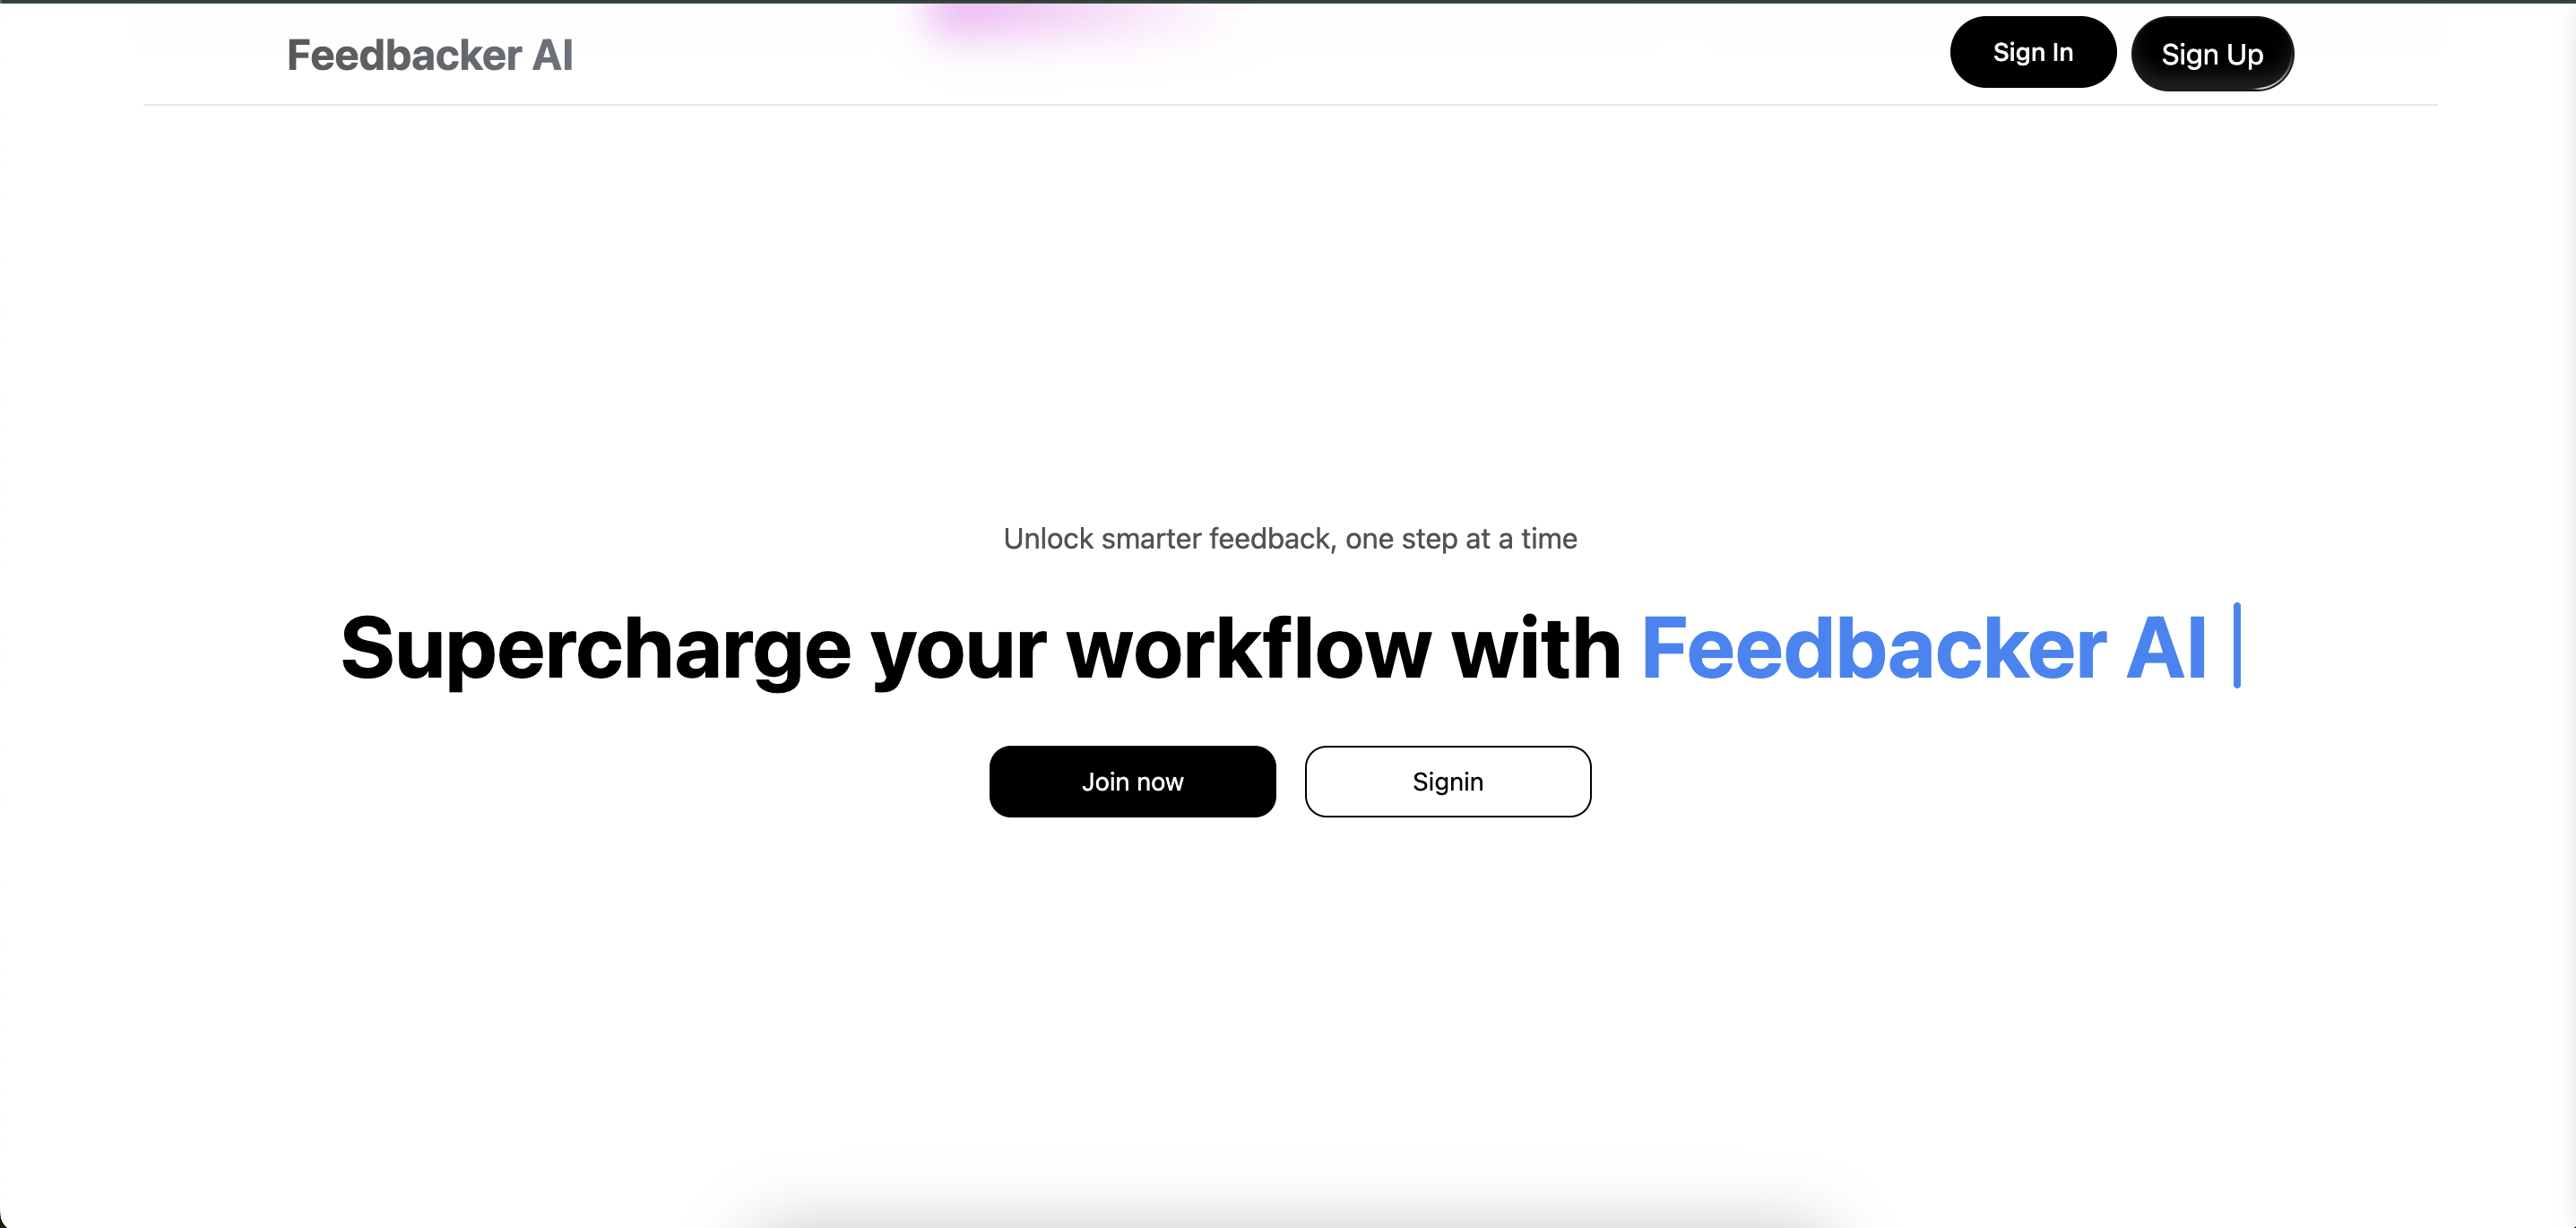 Feedbacker AI
Sign In
Sign Up
Unlock smarter feedback, one step at a time
Supercharge your workflow with Feedbacker AI
Join now
Signin